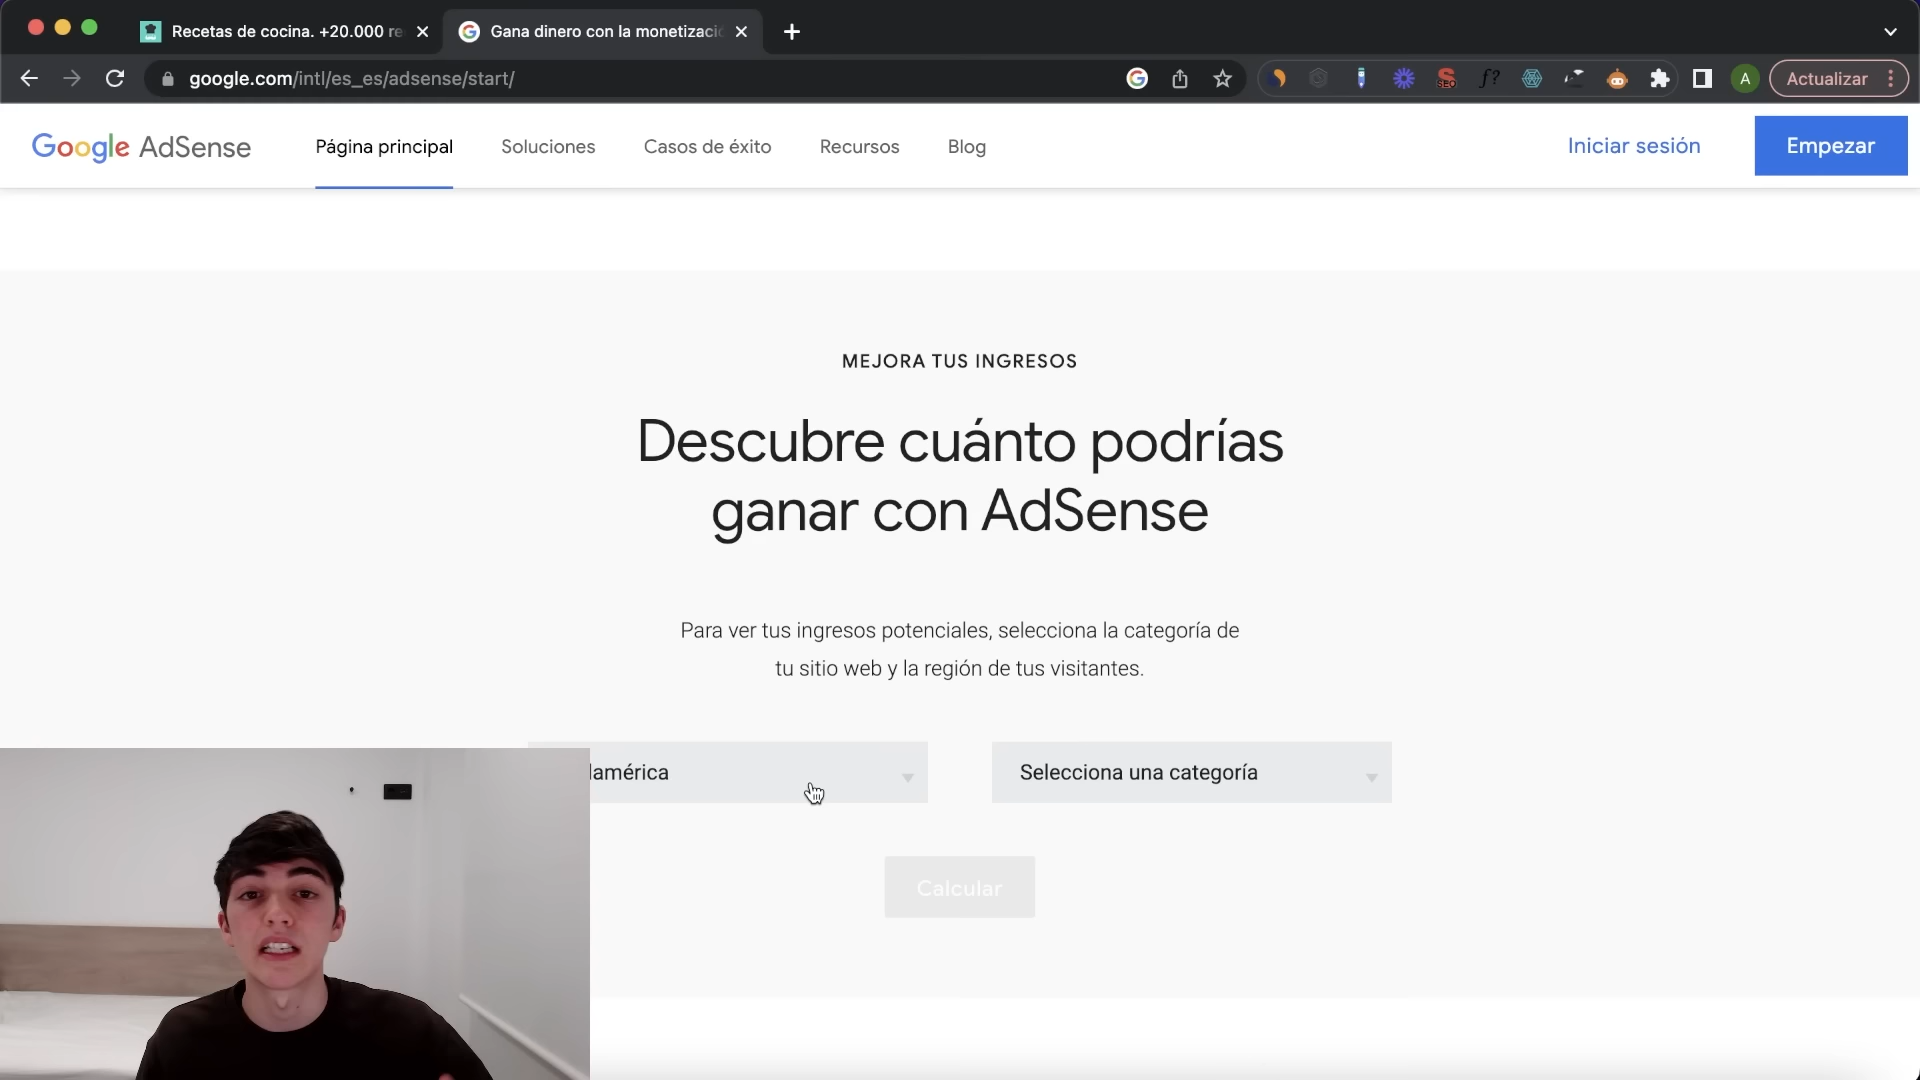 Recetas de cocina. +20.000 re
Gana dinero con la monetizaci
google.com/intl/es_es/adsense/start/
SEO
f?
A
Actualizar
Google AdSense
Página principal
Soluciones
Casos de éxito
Recursos
Blog
Iniciar sesión
Empezar
MEJORA TUS INGRESOS
Descubre cuánto podrías
ganar con AdSense
Para ver tus ingresos potenciales, selecciona la categoría de
tu sitio web y la región de tus visitantes.
lamérica
Selecciona una categoría
Calcular